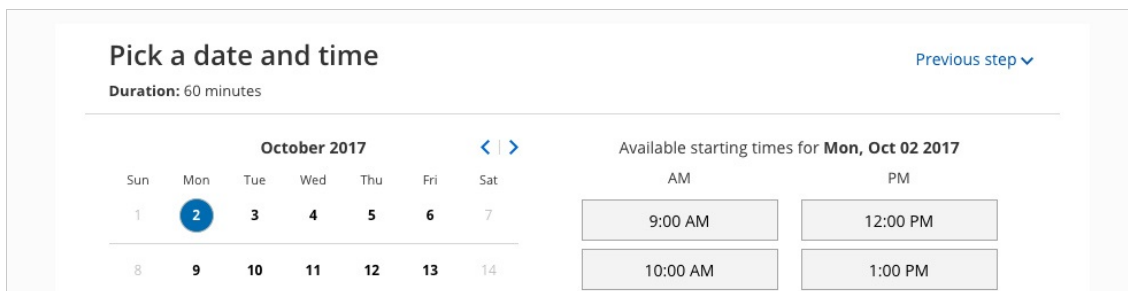 Pick a date and time
Previous step
Duration: 60 minutes
October 2017
Sun Mon Tue Wed Thu Fri Sat
1 2 3 4 5 6 7
8 9 10 11 12 13 14
Available starting times for Mon, Oct 02 2017
AM PM
9:00 AM 12:00 PM
10:00 AM 1:00 PM